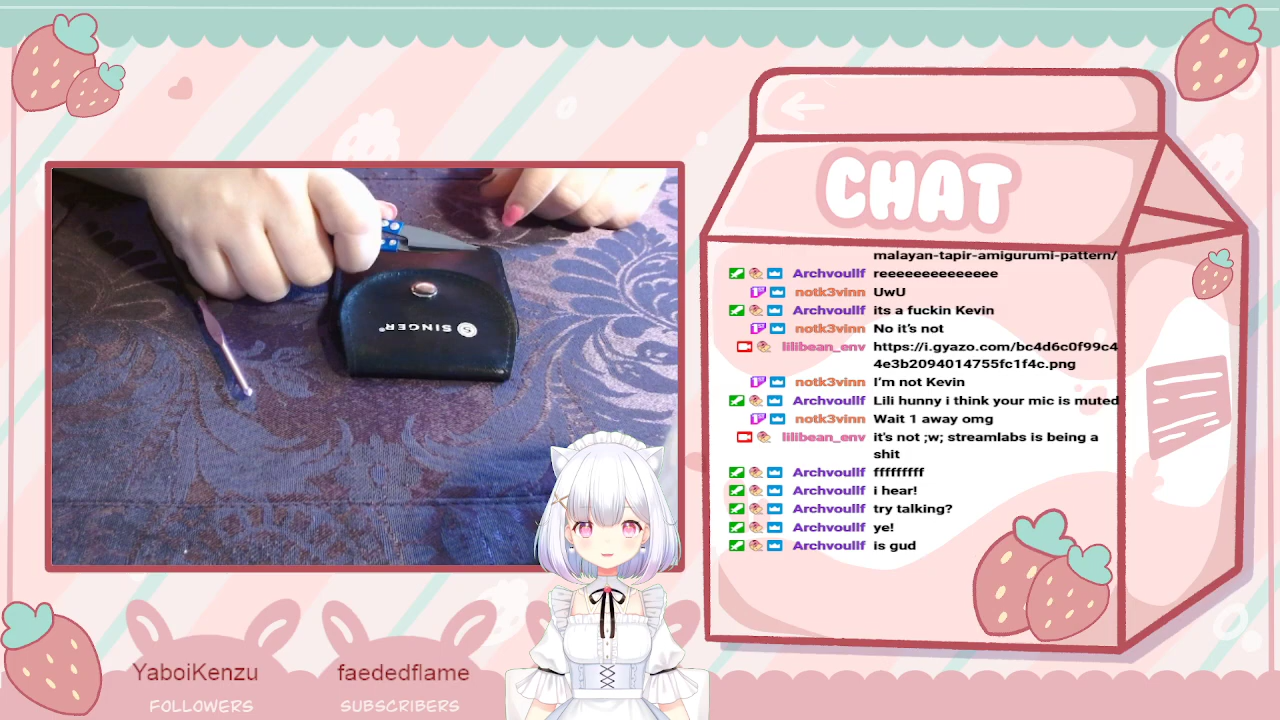 CHAT
SINGER®
malayan-tapir-amigurumi-pattern/
Archvoullf reeeeeeeeeeeeee
notk3vinn UwU
Archvoullf its a fuckin Kevin
notk3vinn No it's not
lilibean_env https://i.gyazo.com/bc4d6c0f99c4
4e3b2094014755fc1f4c.png
notk3vinn I'm not Kevin
Archvoullf Lili hunny i think your mic is muted
notk3vinn Wait 1 away omg
lilibean_env it's not ;w; streamlabs is being a
shit
Archvoullf fffffffff
Archvoullf i hear!
Archvoullf try talking?
Archvoullf ye!
Archvoullf is gud
YaboiKenzu
FOLLOWERS
faededflame
SUBSCRIBERS